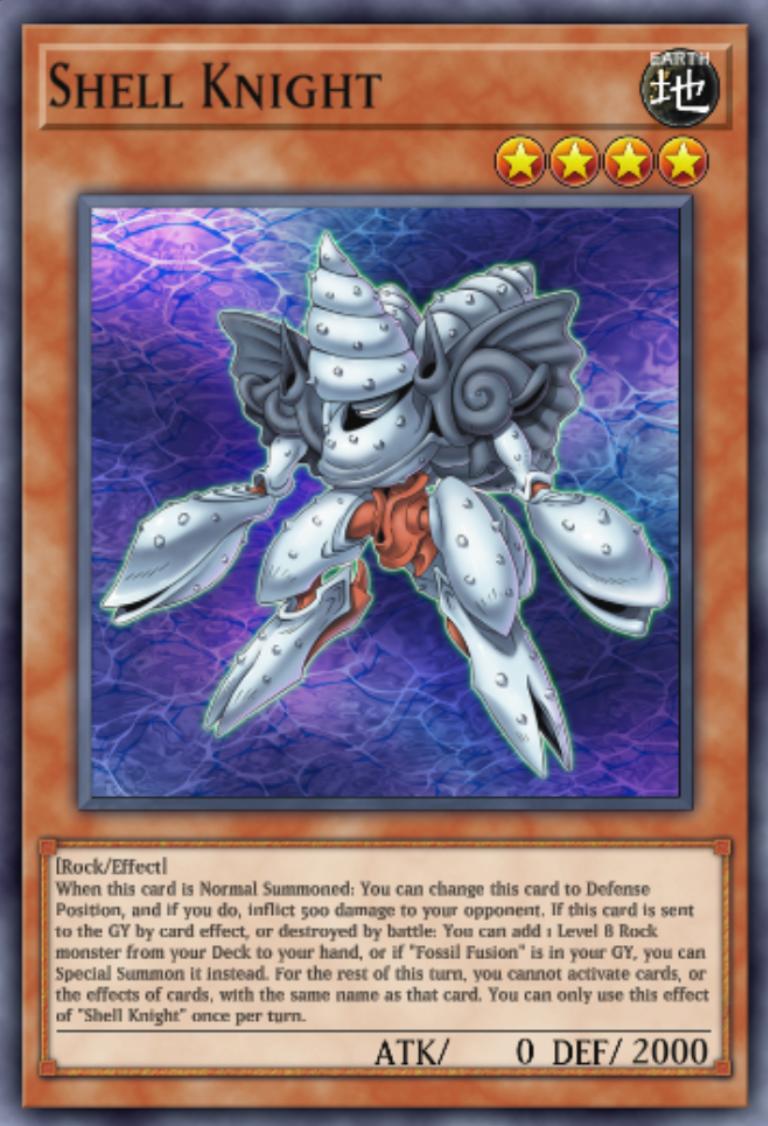 Shell Knight
EARTH
地
[Rock/Effect]
When this card is Normal Summoned: You can change this card to Defense
Position, and if you do, inflict 500 damage to your opponent. If this card is sent
to the GY by card effect, or destroyed by battle: You can add 1 Level 8 Rock
monster from your Deck to your hand, or if "Fossil Fusion" is in your GY, you can
Special Summon it instead. For the rest of this turn, you cannot activate cards, or
the effects of cards, with the same name as that card. You can only use this effect
of "Shell Knight" once per turn.
ATK/ 0 DEF/ 2000